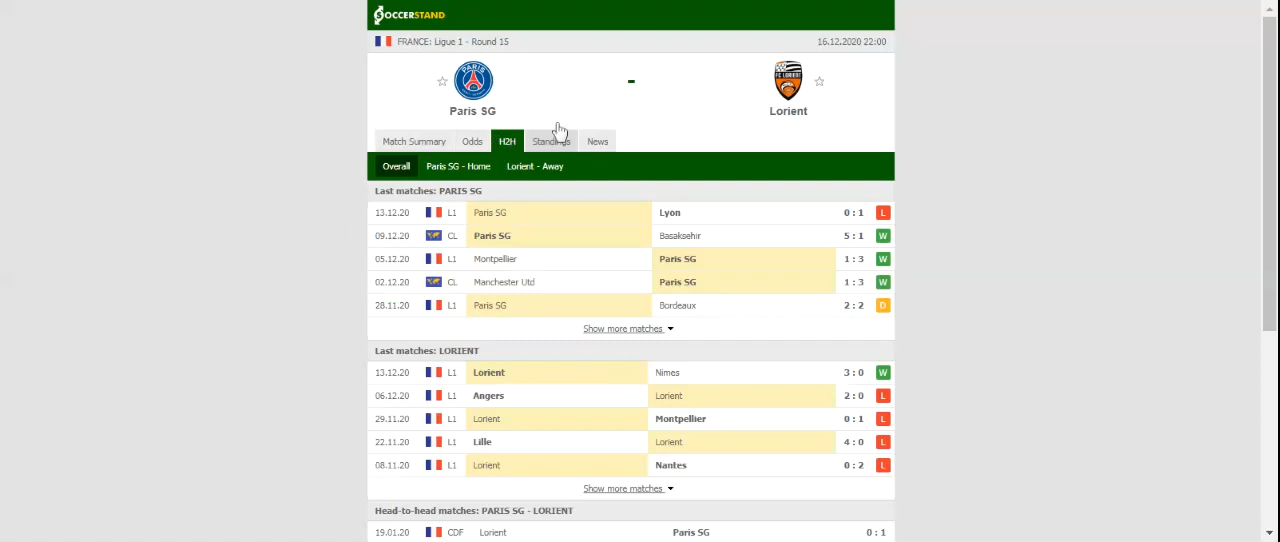 SOCCERSTAND
FRANCE: Ligue 1 - Round 15 16.12.2020 22:00
PARIS FC LORIENT
-
Paris SG Lorient
Match Summary Odds H2H Standings News
Overall Paris SG - Home Lorient - Away
Last matches: PARIS SG
13.12.20 L1 Paris SG Lyon 0 : 1 L
09.12.20 CL Paris SG Basaksehir 5 : 1 W
05.12.20 L1 Montpellier Paris SG 1 : 3 W
02.12.20 CL Manchester Utd Paris SG 1 : 3 W
28.11.20 L1 Paris SG Bordeaux 2 : 2 D
Show more matches
Last matches: LORIENT
13.12.20 L1 Lorient Nimes 3 : 0 W
06.12.20 L1 Angers Lorient 2 : 0 L
29.11.20 L1 Lorient Montpellier 0 : 1 L
22.11.20 L1 Lille Lorient 4 : 0 L
08.11.20 L1 Lorient Nantes 0 : 2 L
Show more matches
Head-to-head matches: PARIS SG - LORIENT
19.01.20 CDF Lorient Paris SG 0 : 1